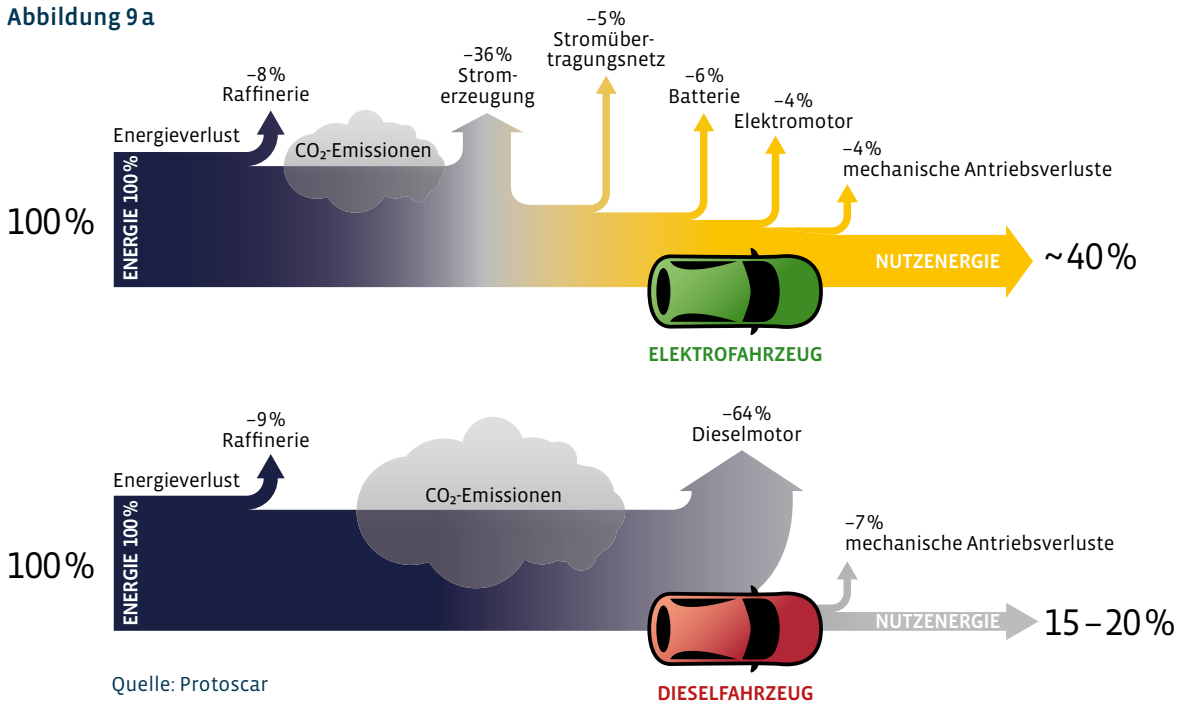 Abbildung 9 a
–5 %
Stromüber-
tragungsnetz
–36 %
Strom-
erzeugung
–8 %
Raffinerie
–6 %
Batterie
–4 %
Elektromotor
–4 %
mechanische Antriebsverluste
Energieverlust
CO₂-Emissionen
ENERGIE 100 %
100 %
NUTZENERGIE
~ 40 %
ELEKTROFAHRZEUG
–9 %
Raffinerie
–64 %
Dieselmotor
Energieverlust
CO₂-Emissionen
–7 %
mechanische Antriebsverluste
ENERGIE 100 %
100 %
NUTZENERGIE
15 – 20 %
Quelle: Protoscar
DIESELFAHRZEUG